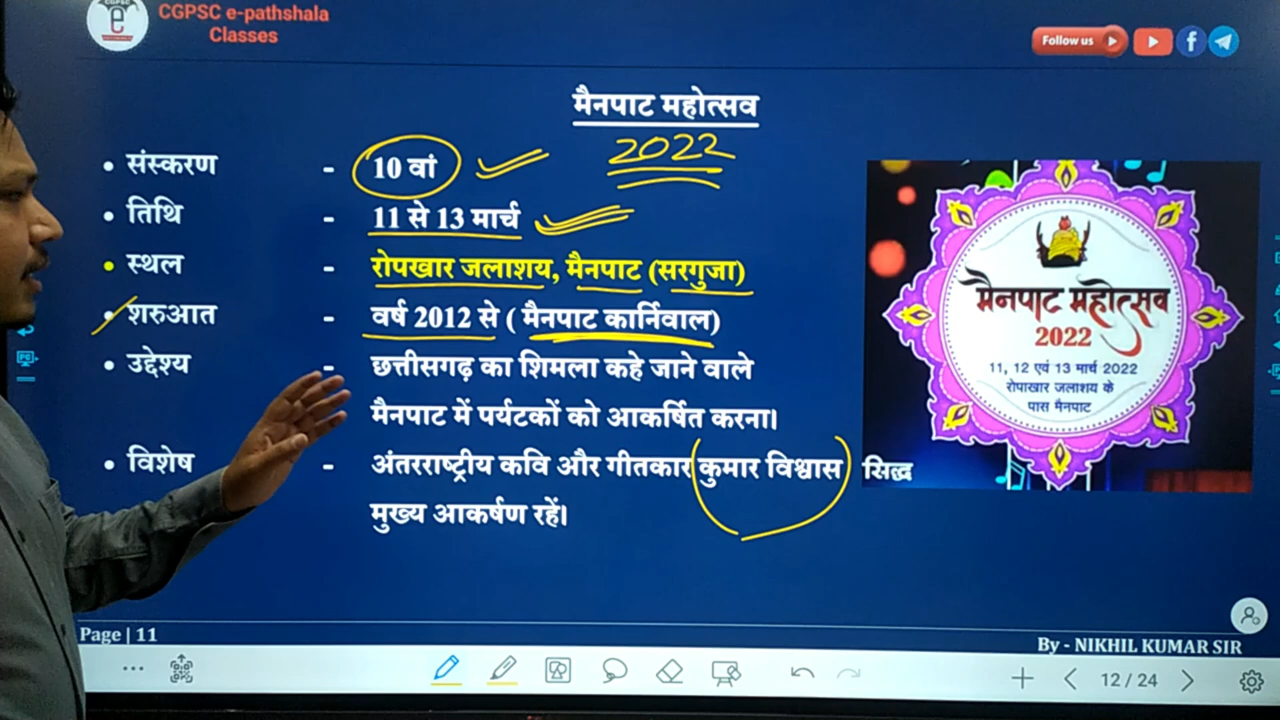 CGPSC
e
CGPSC e-pathshala
Classes
Follow us
मैनपाट महोत्सव
2022
• संस्करण - 10 वां
• तिथि - 11 से 13 मार्च
• स्थल - रोपखार जलाशय, मैनपाट (सरगुजा)
• शरुआत - वर्ष 2012 से ( मैनपाट कार्निवाल)
• उद्देश्य - छत्तीसगढ़ का शिमला कहे जाने वाले
मैनपाट में पर्यटकों को आकर्षित करना।
• विशेष - अंतरराष्ट्रीय कवि और गीतकार कुमार विश्वास सिद्ध
मुख्य आकर्षण रहें।
मैनपाट महोत्सव
2022
11, 12 एवं 13 मार्च 2022
रोपाखार जलाशय के
पास मैनपाट
Page | 11
By - NIKHIL KUMAR SIR
12 / 24